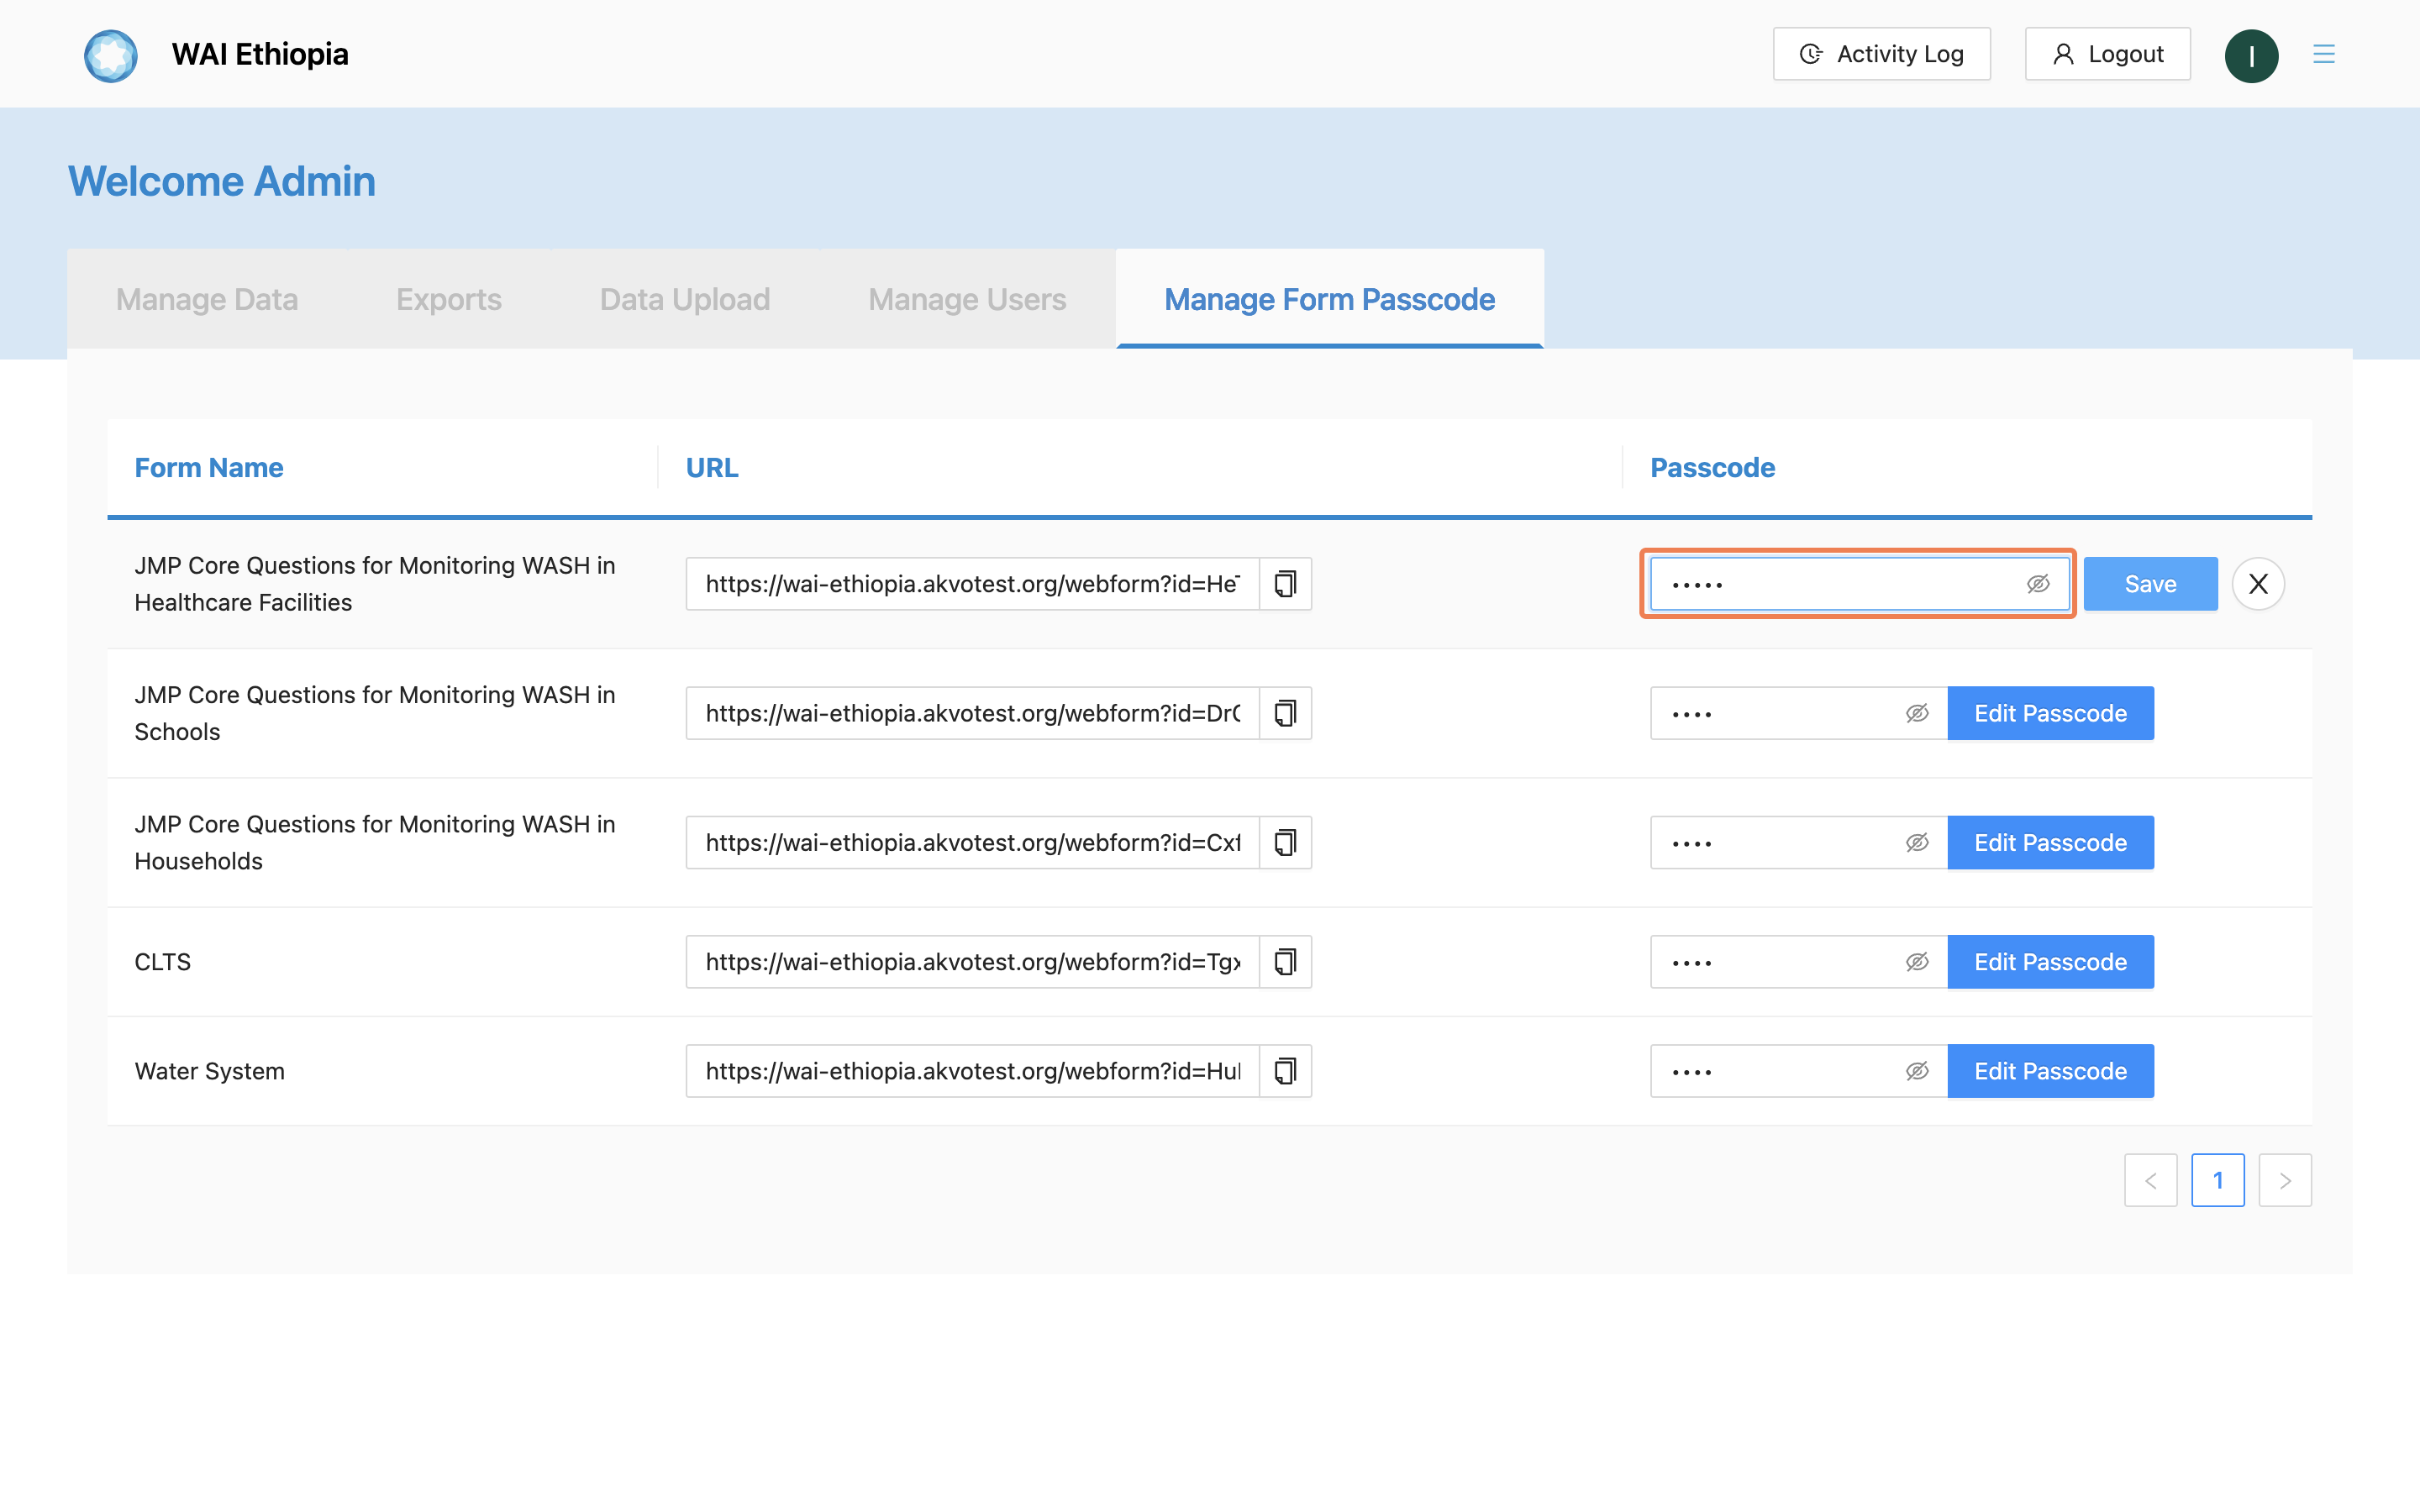 WAI Ethiopia
Activity Log
Logout
I
Welcome Admin
Manage Data
Exports
Data Upload
Manage Users
Manage Form Passcode
Form Name
URL
Passcode
JMP Core Questions for Monitoring WASH in
Healthcare Facilities
https://wai-ethiopia.akvotest.org/webform?id=He
•••••
Save
X
JMP Core Questions for Monitoring WASH in
Schools
https://wai-ethiopia.akvotest.org/webform?id=Dr
••••
Edit Passcode
JMP Core Questions for Monitoring WASH in
Households
https://wai-ethiopia.akvotest.org/webform?id=Cx
••••
Edit Passcode
CLTS
https://wai-ethiopia.akvotest.org/webform?id=Tg
••••
Edit Passcode
Water System
https://wai-ethiopia.akvotest.org/webform?id=Hu
••••
Edit Passcode
<
1
>